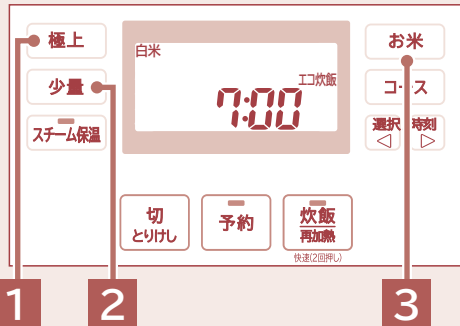 極上
少量
スチーム保温
白米
エコ炊飯
7:00
お米
コース
選択 時刻
切
とりけし
予約
炊飯
再加熱
快速(2回押し)
1
2
3